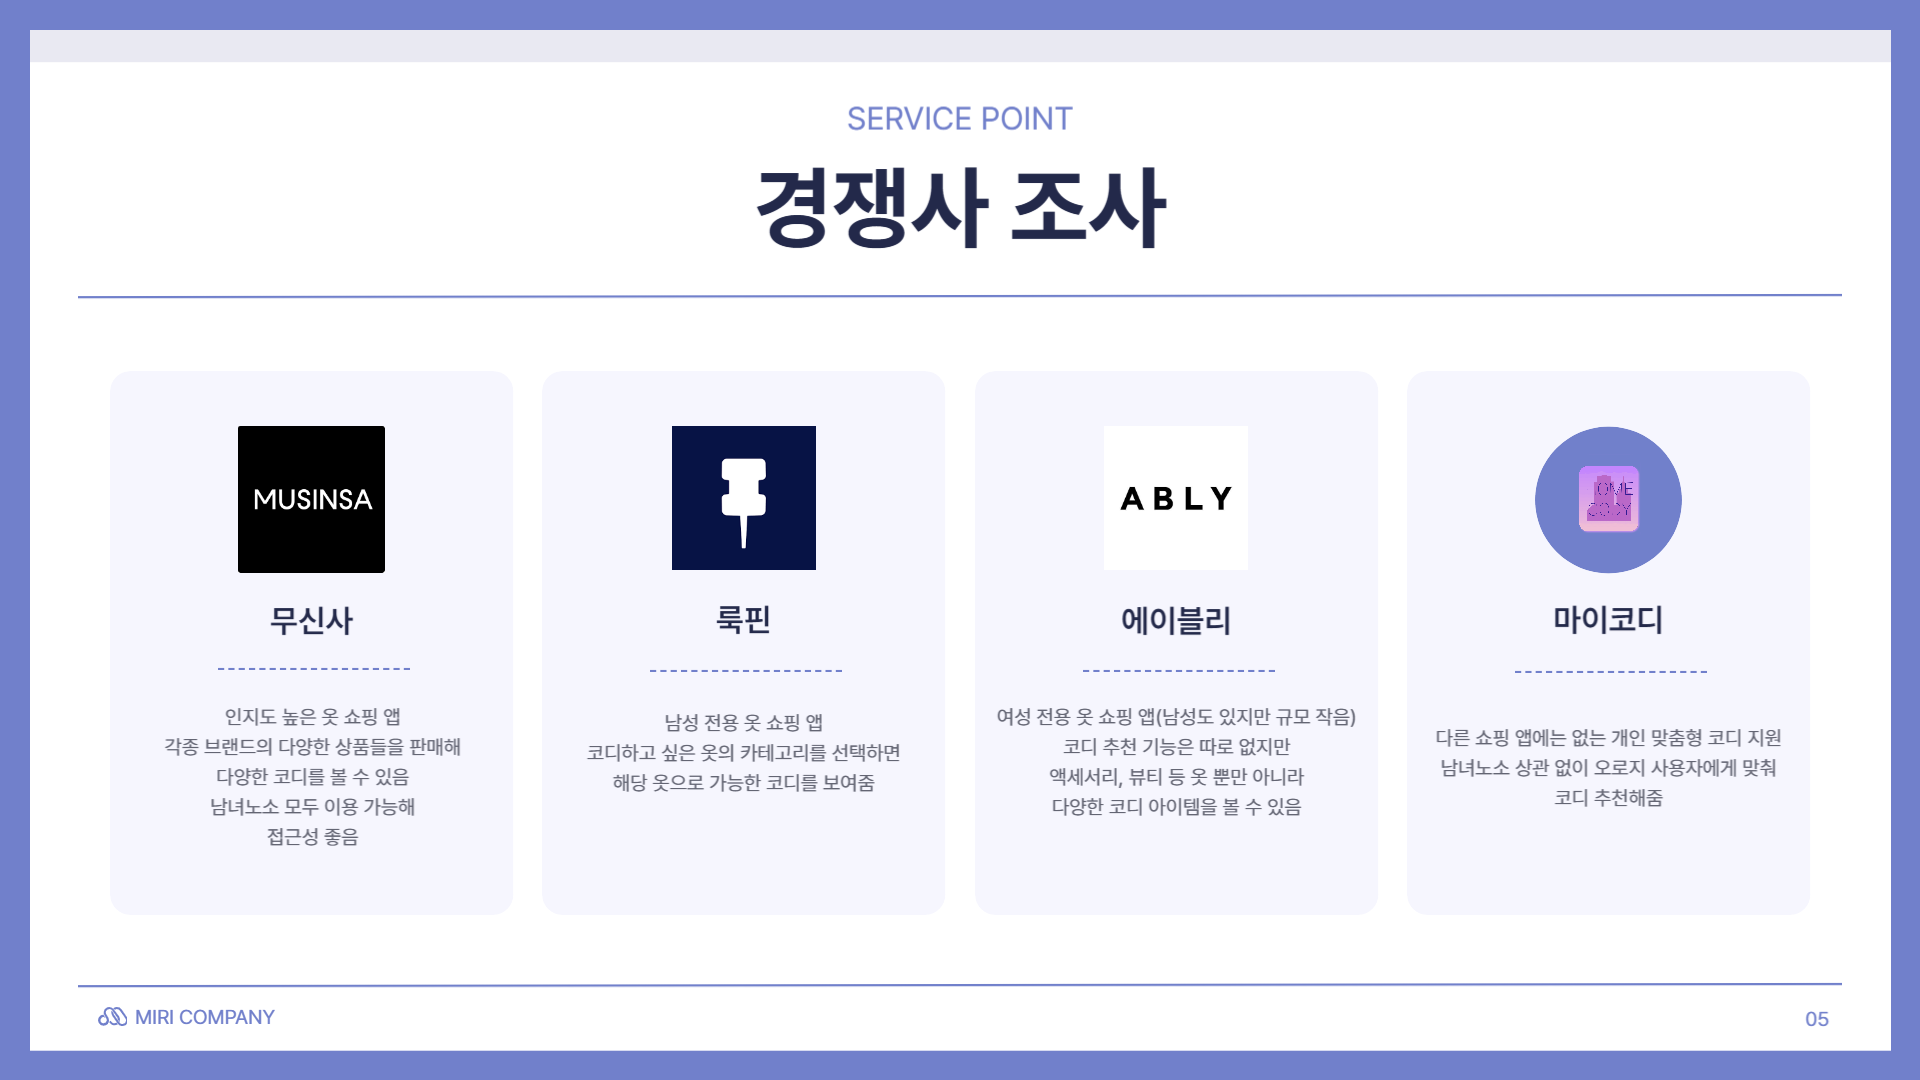 SERVICE POINT
경쟁사 조사
MUSINSA
무신사
인지도 높은 옷 쇼핑 앱
각종 브랜드의 다양한 상품들을 판매해
다양한 코디를 볼 수 있음
남녀노소 모두 이용 가능해
접근성 좋음
룩핀
남성 전용 옷 쇼핑 앱
코디하고 싶은 옷의 카테고리를 선택하면
해당 옷으로 가능한 코디를 보여줌
ABLY
에이블리
여성 전용 옷 쇼핑 앱(남성도 있지만 규모 작음)
코디 추천 기능은 따로 없지만
액세서리, 뷰티 등 옷 뿐만 아니라
다양한 코디 아이템을 볼 수 있음
마이코디
다른 쇼핑 앱에는 없는 개인 맞춤형 코디 지원
남녀노소 상관 없이 오로지 사용자에게 맞춰
코디 추천해줌
MIRI COMPANY
05